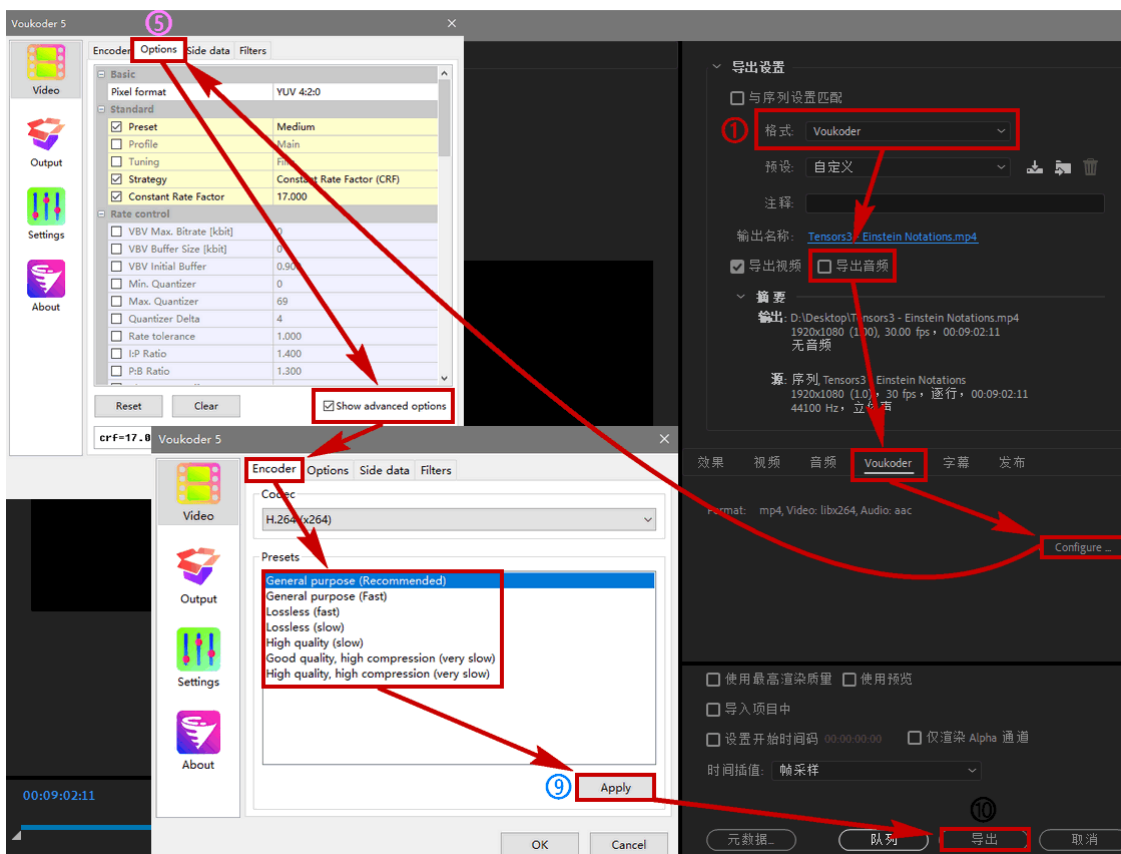 Voukoder 5
⑤
Encoder Options Side data Filters
Video
Output
Settings
About
Basic
Pixel format YUV 4:2:0
Standard
Preset Medium
Profile Main
Tuning
Strategy Constant Rate Factor (CRF)
Constant Rate Factor 17.000
Rate control
VBV Max. Bitrate [kbit] 0
VBV Buffer Size [kbit] 0
VBV Initial Buffer 0.900
Min. Quantizer 0
Max. Quantizer 69
Quantizer Delta 4
Rate tolerance 1.000
I:P Ratio 1.400
P:B Ratio 1.300
Reset Clear Show advanced options
crf=17.0
Voukoder 5
Encoder Options Side data Filters
Video
Output
Settings
About
Codec
H.264 (x264)
Presets
General purpose (Recommended)
General purpose (Fast)
Lossless (fast)
Lossless (slow)
High quality (slow)
Good quality, high compression (very slow)
High quality, high compression (very slow)
⑨ Apply
OK Cancel
00:09:02:11
导出设置
与序列设置匹配
① 格式: Voukoder
预设: 自定义
注释:
输出名称: Tensors3 - Einstein Notations.mp4
导出视频 导出音频
摘要
输出: D:\Desktop\Tensors3 - Einstein Notations.mp4
1920x1080 (1.00), 30.00 fps, 00:09:02:11
无音频
源: 序列, Tensors3 - Einstein Notations
1920x1080 (1.0), 30 fps, 逐行, 00:09:02:11
44100 Hz, 立体声
效果 视频 音频 Voukoder 字幕 发布
Format: mp4, Video: libx264, Audio: aac
Configure ...
使用最高渲染质量 使用预览
导入项目中
设置开始时间码 00:00:00:00 仅渲染 Alpha 通道
时间插值: 帧采样
⑩
元数据... 队列 导出 取消